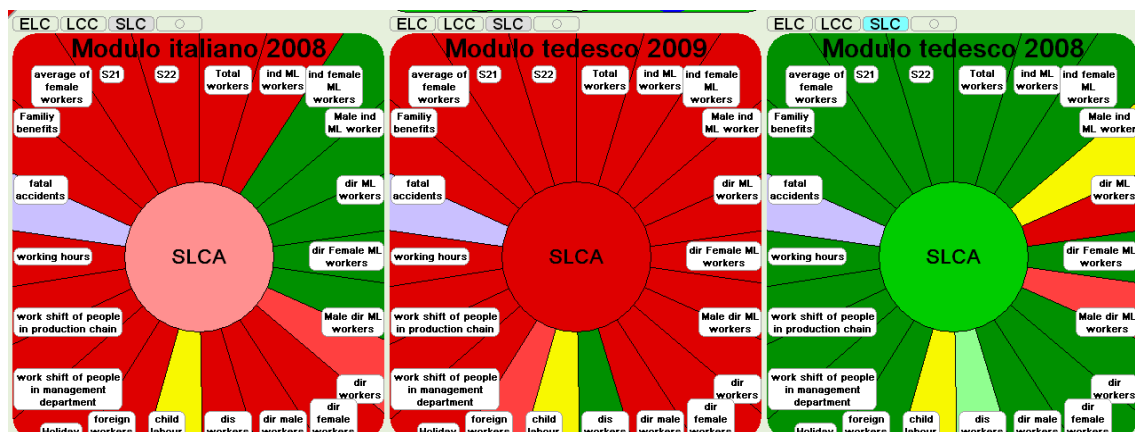 ELC LCC SLC
Modulo italiano 2008
average of
female
workers
S21
S22
Total
workers
ind ML
workers
ind female
ML
workers
Familiy
benefits
Male ind
ML worker
fatal
accidents
dir ML
workers
working hours
SLCA
dir Female ML
workers
work shift of people
in production chain
Male dir ML
workers
work shift of people
in management
department
dir
workers
Holiday
foreign
workers
child
labour
dis
workers
dir male
workers
dir
female
workers
ELC LCC SLC
Modulo tedesco 2009
average of
female
workers
S21
S22
Total
workers
ind ML
workers
ind female
ML
workers
Familiy
benefits
Male ind
ML worker
fatal
accidents
dir ML
workers
working hours
SLCA
dir Female ML
workers
work shift of people
in production chain
Male dir ML
workers
work shift of people
in management
department
dir
workers
Holiday
foreign
workers
child
labour
dis
workers
dir male
workers
dir
female
workers
ELC LCC SLC
Modulo tedesco 2008
average of
female
workers
S21
S22
Total
workers
ind ML
workers
ind female
ML
workers
Familiy
benefits
Male ind
ML worker
fatal
accidents
dir ML
workers
working hours
SLCA
dir Female ML
workers
work shift of people
in production chain
Male dir ML
workers
work shift of people
in management
department
dir
workers
Holiday
foreign
workers
child
labour
dis
workers
dir male
workers
dir
female
workers